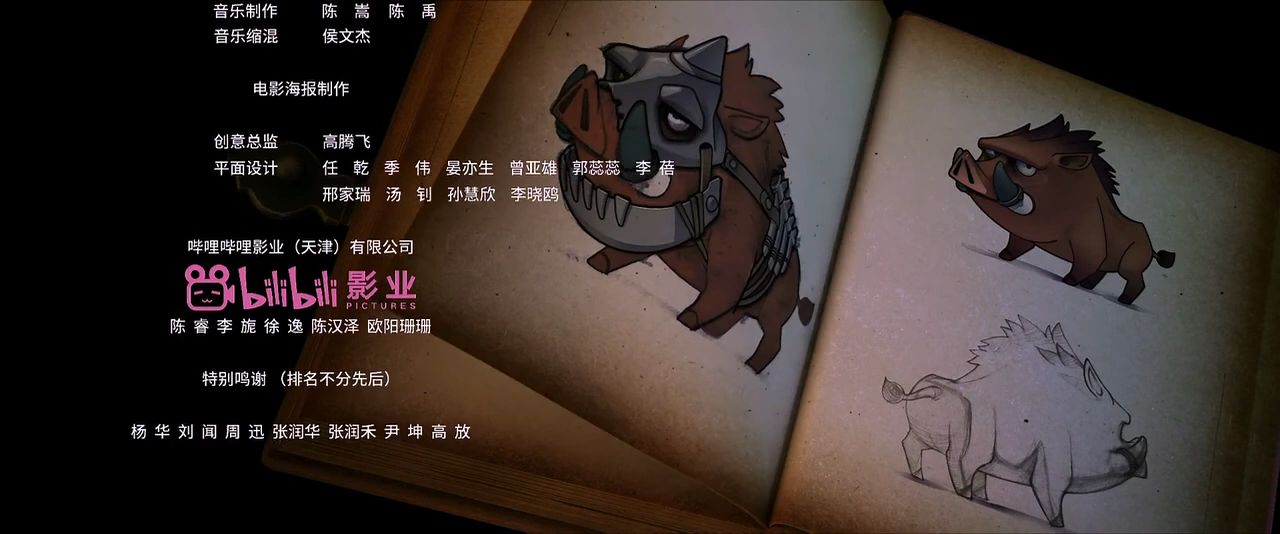 音乐制作 陈 嵩 陈 禹
音乐缩混 侯文杰
电影海报制作
创意总监 高腾飞
平面设计 任 乾 季 伟 晏亦生 曾亚雄 郭蕊蕊 李 蓓
邢家瑞 汤 钊 孙慧欣 李晓鸥
哔哩哔哩影业（天津）有限公司
bilibili 影业
PICTURES
陈 睿 李 旎 徐 逸 陈汉泽 欧阳珊珊
特别鸣谢 （排名不分先后）
杨 华 刘 闻 周 迅 张润华 张润禾 尹 坤 高 放